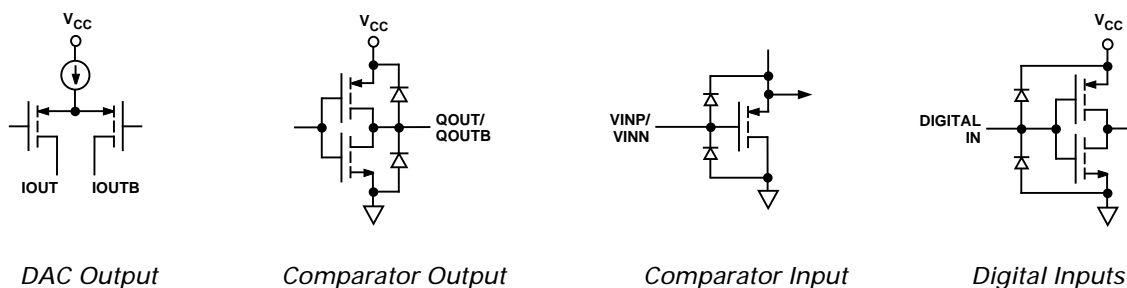 VCC
VCC
VCC
QOUT/
QOUTB
VINP/
VINN
DIGITAL
IN
IOUT IOUTB
DAC Output Comparator Output Comparator Input Digital Inputs